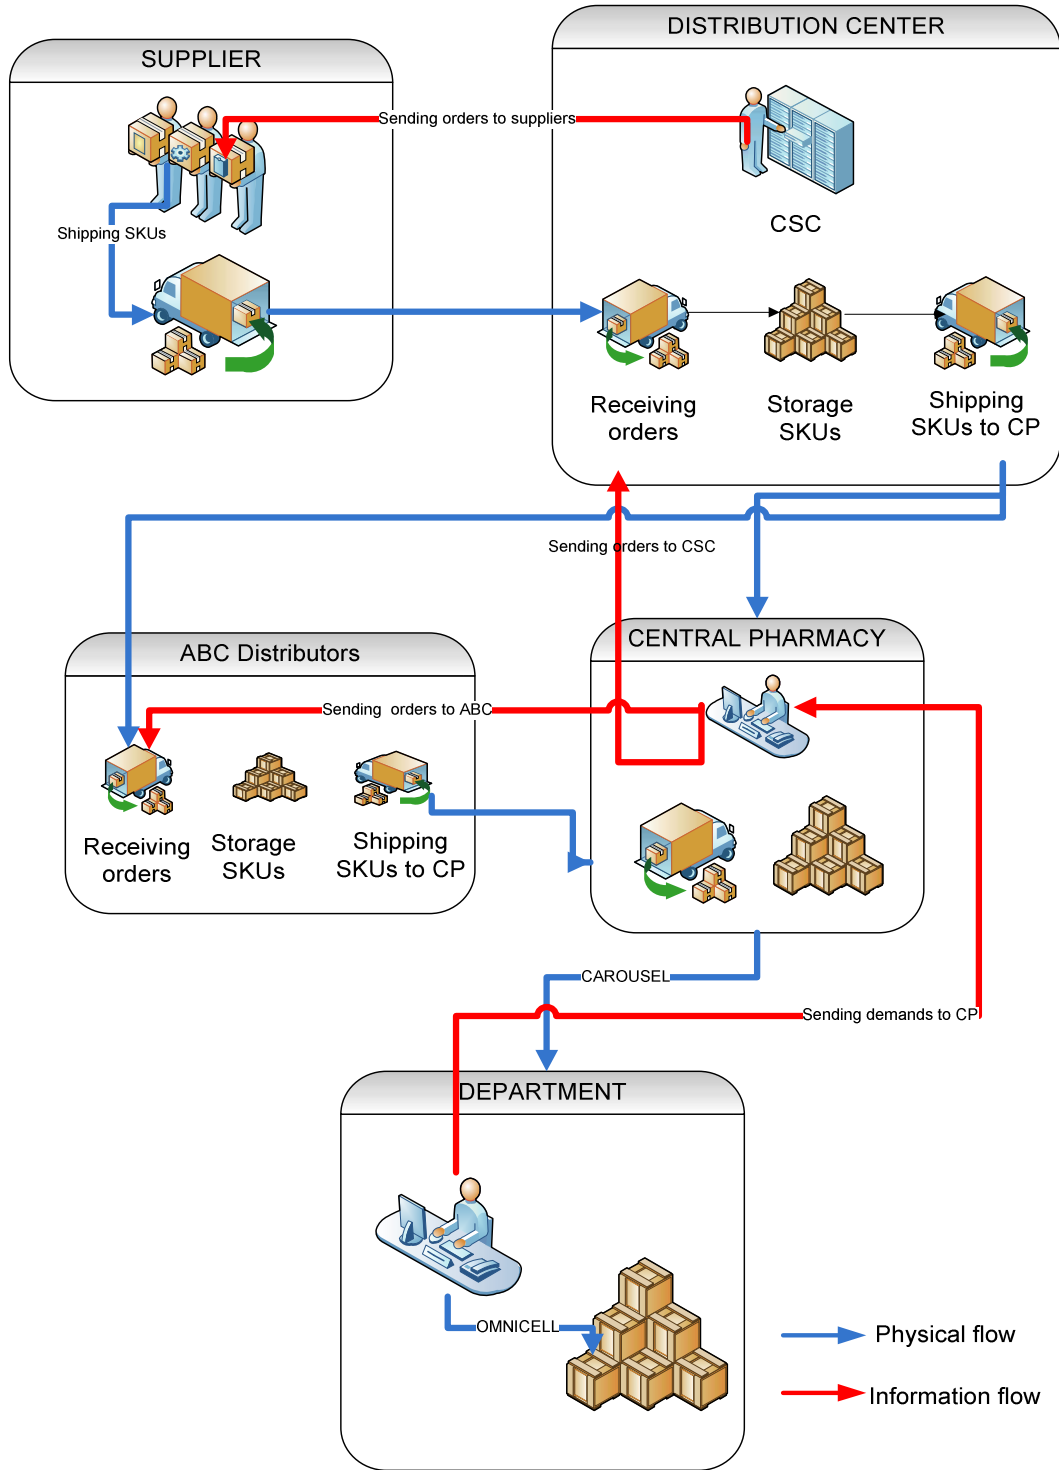 DISTRIBUTION CENTER
SUPPLIER
Sending orders to suppliers
CSC
Shipping SKUs
Receiving
orders
Storage
SKUs
Shipping
SKUs to CP
Sending orders to CSC
ABC Distributors
CENTRAL PHARMACY
Sending  orders to ABC
Receiving
orders
Storage
SKUs
Shipping
SKUs to CP
CAROUSEL
Sending demands to CP
DEPARTMENT
OMNICELL
Physical flow
Information flow